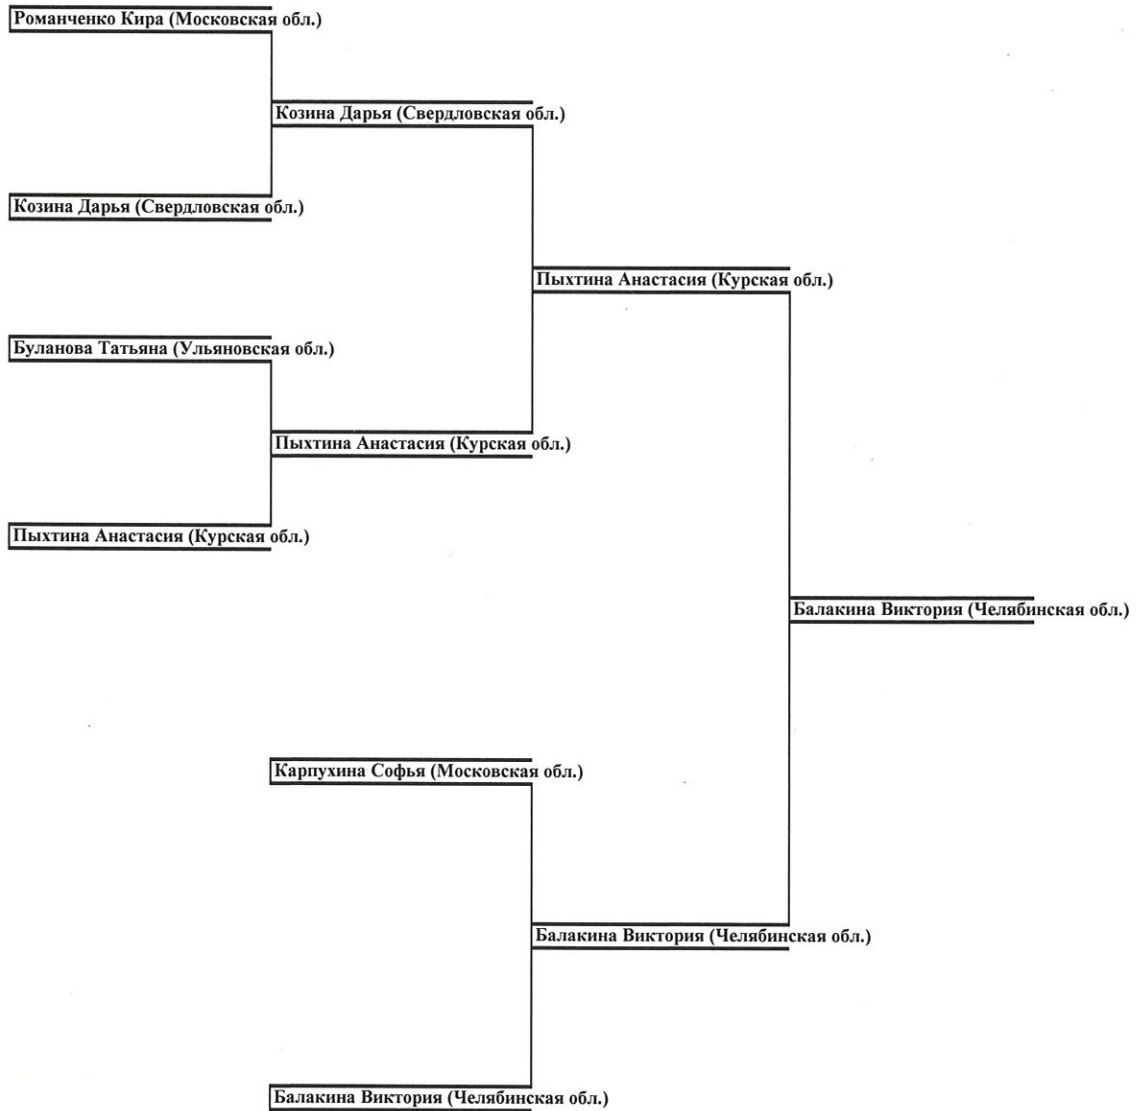 Романченко Кира (Московская обл.)
Козина Дарья (Свердловская обл.)
Козина Дарья (Свердловская обл.)
Пыхтина Анастасия (Курская обл.)
Буланова Татьяна (Ульяновская обл.)
Пыхтина Анастасия (Курская обл.)
Пыхтина Анастасия (Курская обл.)
Балакина Виктория (Челябинская обл.)
Карпухина Софья (Московская обл.)
Балакина Виктория (Челябинская обл.)
Балакина Виктория (Челябинская обл.)